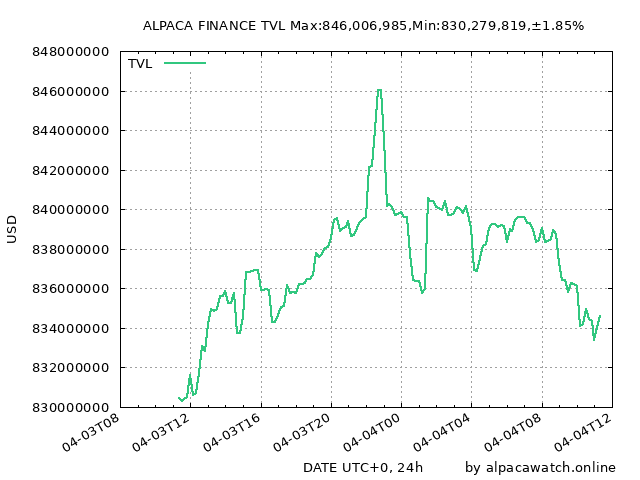 ALPACA FINANCE TVL Max:846,006,985,Min:830,279,819,±1.85%
848000000
TVL
846000000
844000000
842000000
840000000
USD
838000000
836000000
834000000
832000000
830000000
04-03T08
04-03T12
04-03T16
04-03T20
04-04T00
04-04T04
04-04T08
04-04T12
DATE UTC+0, 24h
by alpacawatch.online